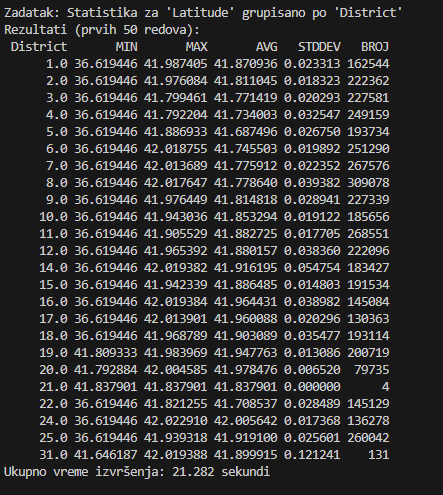 Zadatak: Statistika za 'Latitude' grupisano po 'District'
Rezultati (prvih 50 redova):
District MIN MAX AVG STDDEV BROJ
1.0 36.619446 41.987405 41.870936 0.023313 162544
2.0 36.619446 41.976084 41.811045 0.018323 222362
3.0 36.619446 41.799461 41.771419 0.020293 227581
4.0 36.619446 41.792204 41.734003 0.032547 249159
5.0 36.619446 41.886933 41.687496 0.026750 193734
6.0 36.619446 42.018755 41.745503 0.019892 251290
7.0 36.619446 42.013689 41.775912 0.022352 267576
8.0 36.619446 42.017647 41.778640 0.039382 309078
9.0 36.619446 41.976449 41.814818 0.028941 227339
10.0 36.619446 41.943036 41.853294 0.019122 185656
11.0 36.619446 41.905529 41.882725 0.017705 268551
12.0 36.619446 41.965392 41.880157 0.038360 222096
14.0 36.619446 42.019382 41.916195 0.054754 183427
15.0 36.619446 41.942339 41.886485 0.014803 191534
16.0 36.619446 42.019384 41.964431 0.038982 145084
17.0 36.619446 42.013901 41.960088 0.020296 130363
18.0 36.619446 41.968789 41.903089 0.035477 193114
19.0 41.809333 41.983969 41.947763 0.013086 200719
20.0 41.792884 42.004585 41.978476 0.006520 79735
21.0 41.837901 41.837901 41.837901 0.000000 4
22.0 36.619446 41.821255 41.708537 0.028489 145129
24.0 36.619446 42.022910 42.005642 0.017368 136278
25.0 36.619446 41.939318 41.919100 0.025601 260042
31.0 41.646187 42.019388 41.899915 0.121241 131
Ukupno vreme izvršenja: 21.282 sekundi